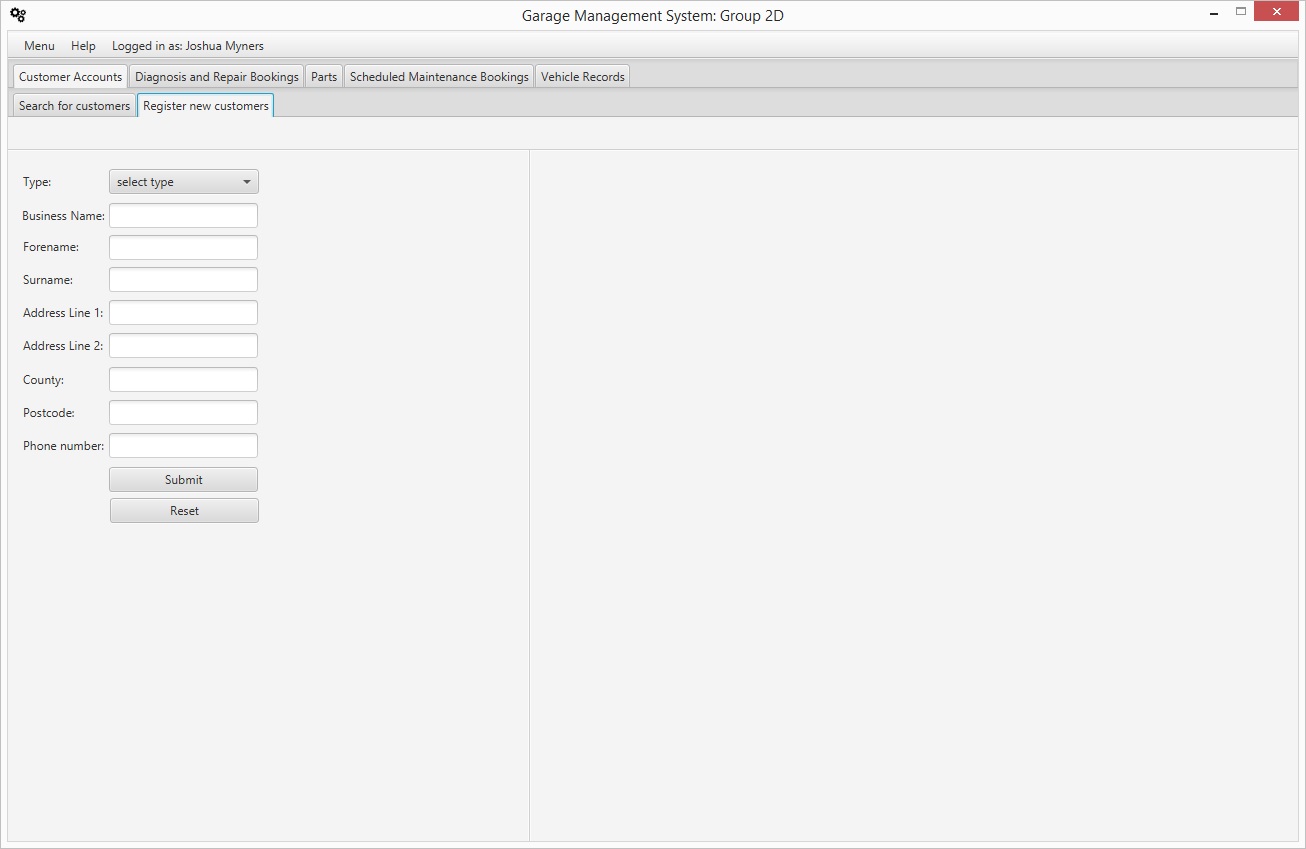 Garage Management System: Group 2D
Menu Help Logged in as: Joshua Myners
Customer Accounts Diagnosis and Repair Bookings Parts Scheduled Maintenance Bookings Vehicle Records
Search for customers Register new customers
Type: select type
Business Name:
Forename:
Surname:
Address Line 1:
Address Line 2:
County:
Postcode:
Phone number:
Submit
Reset